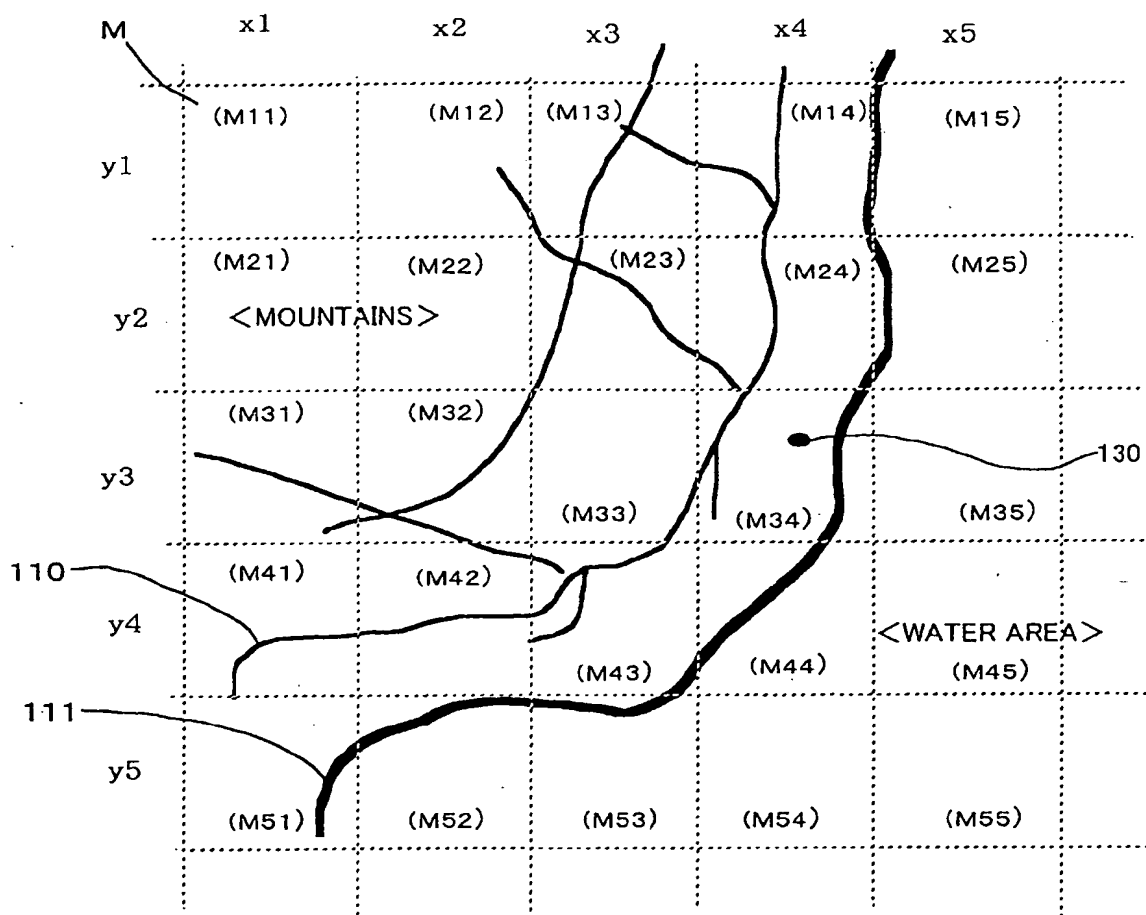 M x1 x2 x3 x4 x5
(M11) (M12) (M13) (M14) (M15)
y1
(M21) (M22) (M23) (M24) (M25)
y2 <MOUNTAINS>
(M31) (M32)
130
y3
(M33) (M34) (M35)
110 (M41) (M42)
y4 <WATER AREA>
(M43) (M44) (M45)
111
y5
(M51) (M52) (M53) (M54) (M55)